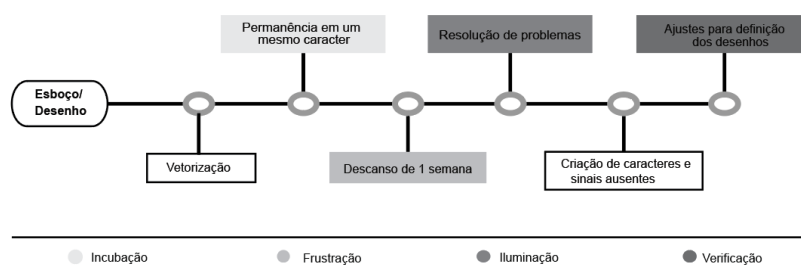 Permanência em um
mesmo caracter
Resolução de problemas
Ajustes para definição
dos desenhos
Esboço/
Desenho
Vetorização
Descanso de 1 semana
Criação de caracteres e
sinais ausentes
Incubação
Frustração
Iluminação
Verificação